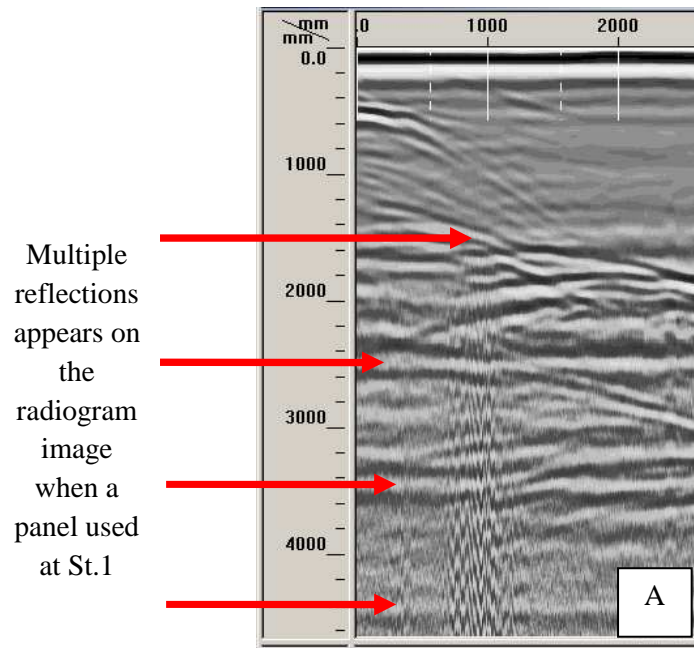 mm
mm
.0 1000 2000
0.0
1000
2000
3000
4000
Multiple
reflections
appears on
the
radiogram
image
when a
panel used
at St.1
A